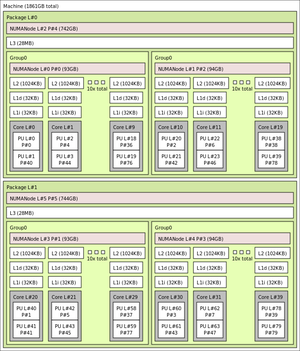 Machine (1861GB total)
Package L#0
NUMANode L#2 P#4 (742GB)
L3 (28MB)
Group0
NUMANode L#0 P#0 (93GB)
L2 (1024KB) L2 (1024KB) 10x total L2 (1024KB)
L1d (32KB) L1d (32KB) L1d (32KB)
L1i (32KB) L1i (32KB) L1i (32KB)
Core L#0 Core L#1 Core L#9
PU L#0 PU L#2 PU L#18
P#0 P#4 P#36
PU L#1 PU L#3 PU L#19
P#40 P#44 P#76
Group0
NUMANode L#1 P#2 (94GB)
L2 (1024KB) L2 (1024KB) 10x total L2 (1024KB)
L1d (32KB) L1d (32KB) L1d (32KB)
L1i (32KB) L1i (32KB) L1i (32KB)
Core L#10 Core L#11 Core L#19
PU L#20 PU L#22 PU L#38
P#2 P#6 P#38
PU L#21 PU L#23 PU L#39
P#42 P#46 P#78
Package L#1
NUMANode L#5 P#5 (744GB)
L3 (28MB)
Group0
NUMANode L#3 P#1 (93GB)
L2 (1024KB) L2 (1024KB) 10x total L2 (1024KB)
L1d (32KB) L1d (32KB) L1d (32KB)
L1i (32KB) L1i (32KB) L1i (32KB)
Core L#20 Core L#21 Core L#29
PU L#40 PU L#42 PU L#58
P#1 P#5 P#37
PU L#41 PU L#43 PU L#59
P#41 P#45 P#77
Group0
NUMANode L#4 P#3 (94GB)
L2 (1024KB) L2 (1024KB) 10x total L2 (1024KB)
L1d (32KB) L1d (32KB) L1d (32KB)
L1i (32KB) L1i (32KB) L1i (32KB)
Core L#30 Core L#31 Core L#39
PU L#60 PU L#62 PU L#78
P#3 P#7 P#39
PU L#61 PU L#63 PU L#79
P#43 P#47 P#79